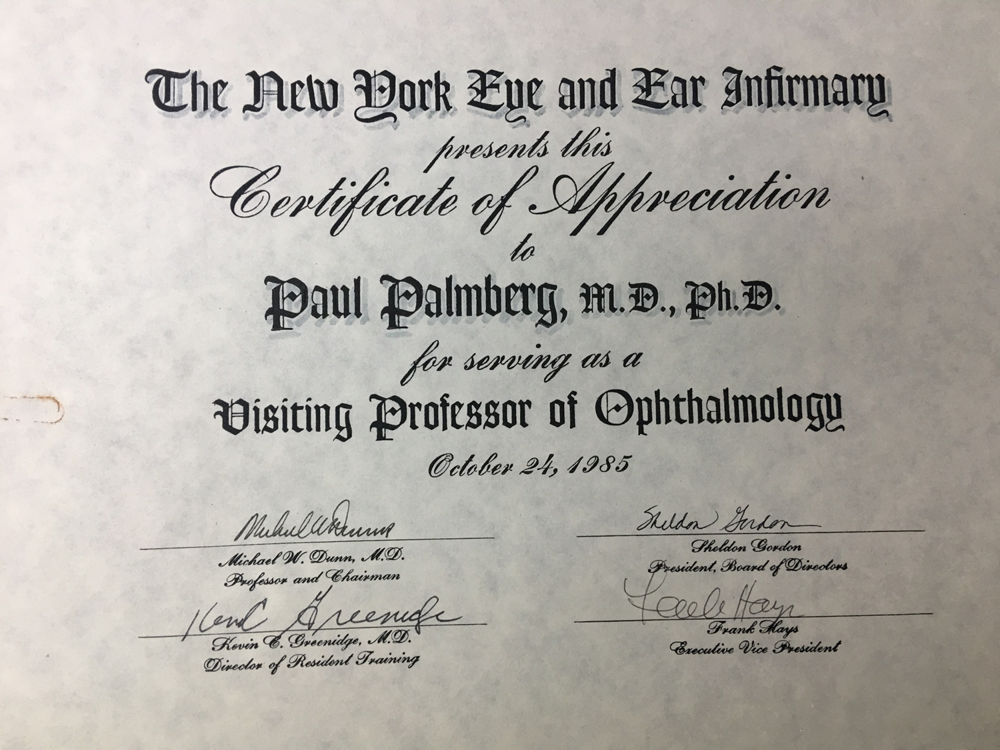 The New York Eye and Ear Infirmary
presents this
Certificate of Appreciation
to
Paul Palmberg, M.D., Ph.D.
for serving as a
Visiting Professor of Ophthalmology
October 24, 1985
Michael W Dunn
Michael W. Dunn, M.D.
Professor and Chairman
Sheldon Gordon
Sheldon Gordon
President, Board of Directors
Greenidge
Kevin C. Greenidge, M.D.
Director of Resident Training
Hays
Frank Hays
Executive Vice President